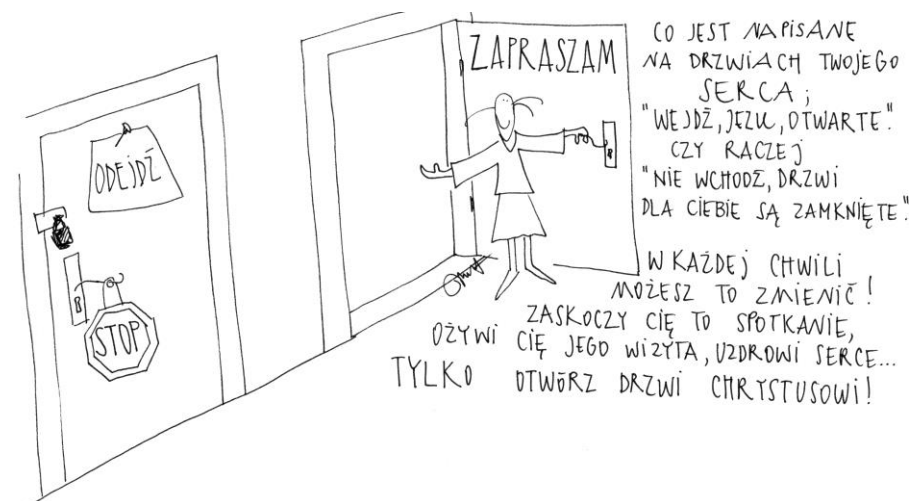 ODEJDŹ
STOP
ZAPRASZAM
CO JEST NAPISANE
NA DRZWIACH TWOJEGO
SERCA;
"WEJDŹ, JEZU, OTWARTE".
CZY RACZEJ
"NIE WCHODŹ, DRZWI
DLA CIEBIE SĄ ZAMKNIĘTE".
W KAŻDEJ CHWILI
MOŻESZ TO ZMIENIĆ!
ZASKOCZY CIĘ TO SPOTKANIE,
OŻYWI CIĘ JEGO WIZYTA, UZDROWI SERCE...
TYLKO OTWÓRZ DRZWI CHRYSTUSOWI!